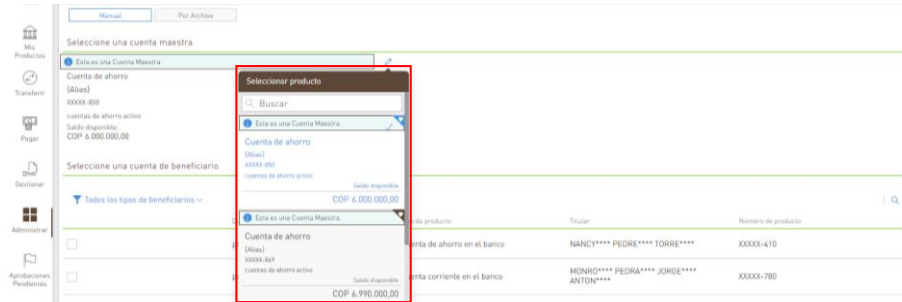 Manual
Por Archivo
Mis
Productos
Transferir
Pagar
Gestionar
Administrar
Aprobaciones
Pendientes
Seleccione una cuenta maestra
Esta es una Cuenta Maestra.
Cuenta de ahorro
(Alias)
XXXXX-850
cuentas de ahorro activo
Saldo disponible:
COP 6.000.000,00
Seleccione una cuenta de beneficiario
Todos los tipos de beneficiarios
Seleccionar producto
Buscar
Esta es una Cuenta Maestra.
Cuenta de ahorro
(Alias)
XXXXX-850
cuentas de ahorro activo
Saldo disponible
COP 6.000.000,00
Esta es una Cuenta Maestra.
Cuenta de ahorro
(Alias)
XXXXX-869
cuentas de ahorro activo
Saldo disponible
COP 6.990.000,00
de producto
Titular
Número de producto
enta de ahorro en el banco
NANCY**** PEDRE**** TORRE****
XXXXX-410
enta corriente en el banco
MONRO**** PEDRA**** JORGE****
ANTON****
XXXXX-780